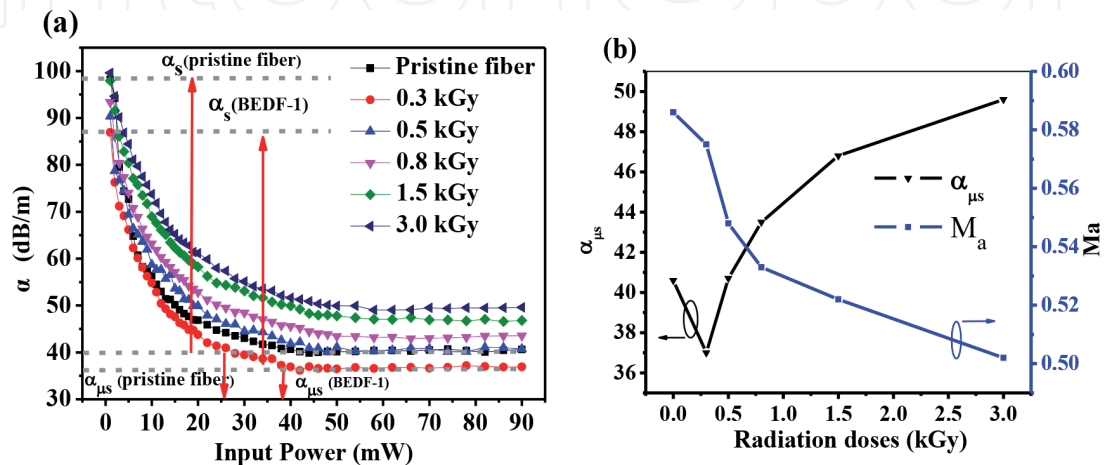 (a)
100
90
80
70
60
50
40
30
α (dB/m)
0 10 20 30 40 50 60 70 80 90
Input Power (mW)
αs(pristine fiber)
αs(BEDF-1)
αμs(pristine fiber)
αμs(BEDF-1)
Pristine fiber
0.3 kGy
0.5 kGy
0.8 kGy
1.5 kGy
3.0 kGy
(b)
50
48
46
44
42
40
38
36
αμs
0.0 0.5 1.0 1.5 2.0 2.5 3.0
Radiation doses (kGy)
αμs
Ma
0.60
0.58
0.56
0.54
0.52
0.50
Ma